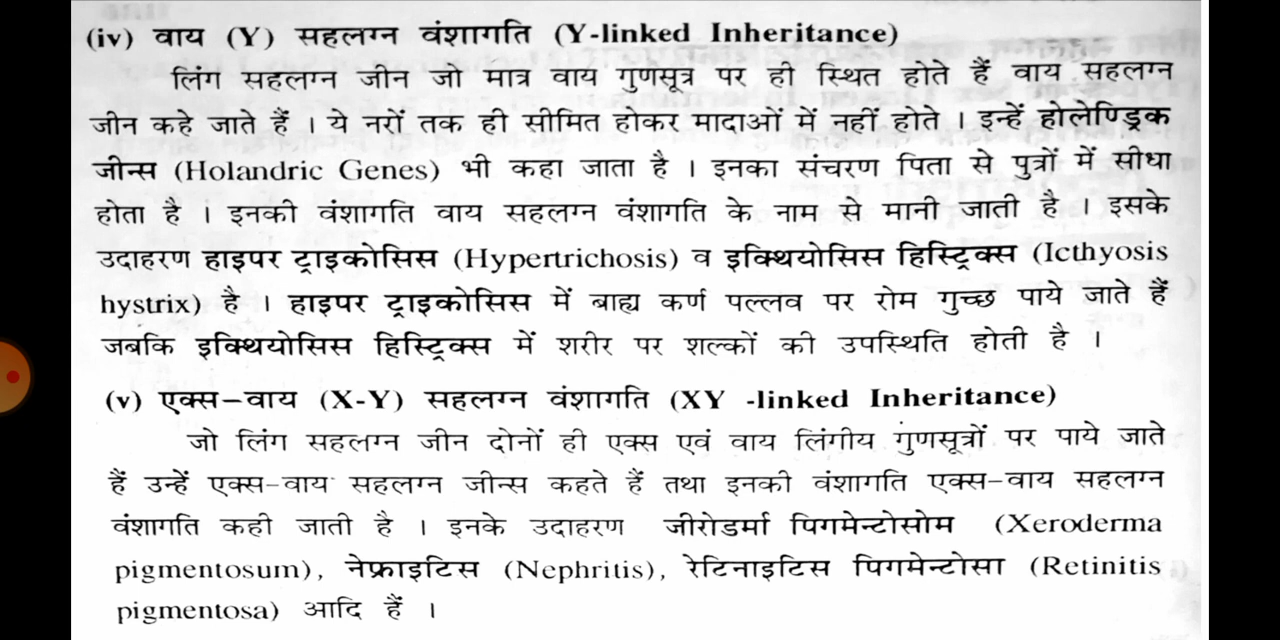 (iv) वाय (Y) सहलग्न वंशागति (Y-linked Inheritance)
लिंग सहलग्न जीन जो मात्र वाय गुणसूत्र पर ही स्थित होते हैं वाय सहलग्न
जीन कहे जाते हैं । ये नरों तक ही सीमित होकर मादाओं में नहीं होते । इन्हें होलेण्ड्रिक
जीन्स (Holandric Genes) भी कहा जाता है । इनका संचरण पिता से पुत्रों में सीधा
होता है । इनकी वंशागति वाय सहलग्न वंशागति के नाम से मानी जाती है । इसके
उदाहरण हाइपर ट्राइकोसिस (Hypertrichosis) व इक्थियोसिस हिस्ट्रिक्स (Icthyosis
hystrix) है । हाइपर ट्राइकोसिस में बाह्य कर्ण पल्लव पर रोम गुच्छ पाये जाते हैं
जबकि इक्थियोसिस हिस्ट्रिक्स में शरीर पर शल्कों की उपस्थिति होती है ।
(v) एक्स–वाय (X-Y) सहलग्न वंशागति (XY -linked Inheritance)
जो लिंग सहलग्न जीन दोनों ही एक्स एवं वाय लिंगीय गुणसूत्रों पर पाये जाते
हैं उन्हें एक्स-वाय सहलग्न जीन्स कहते हैं तथा इनकी वंशागति एक्स-वाय सहलग्न
वंशागति कही जाती है । इनके उदाहरण जीरोडर्मा पिगमेन्टोसोम (Xeroderma
pigmentosum), नेफ्राइटिस (Nephritis), रेटिनाइटिस पिगमेन्टोसा (Retinitis
pigmentosa) आदि हैं ।